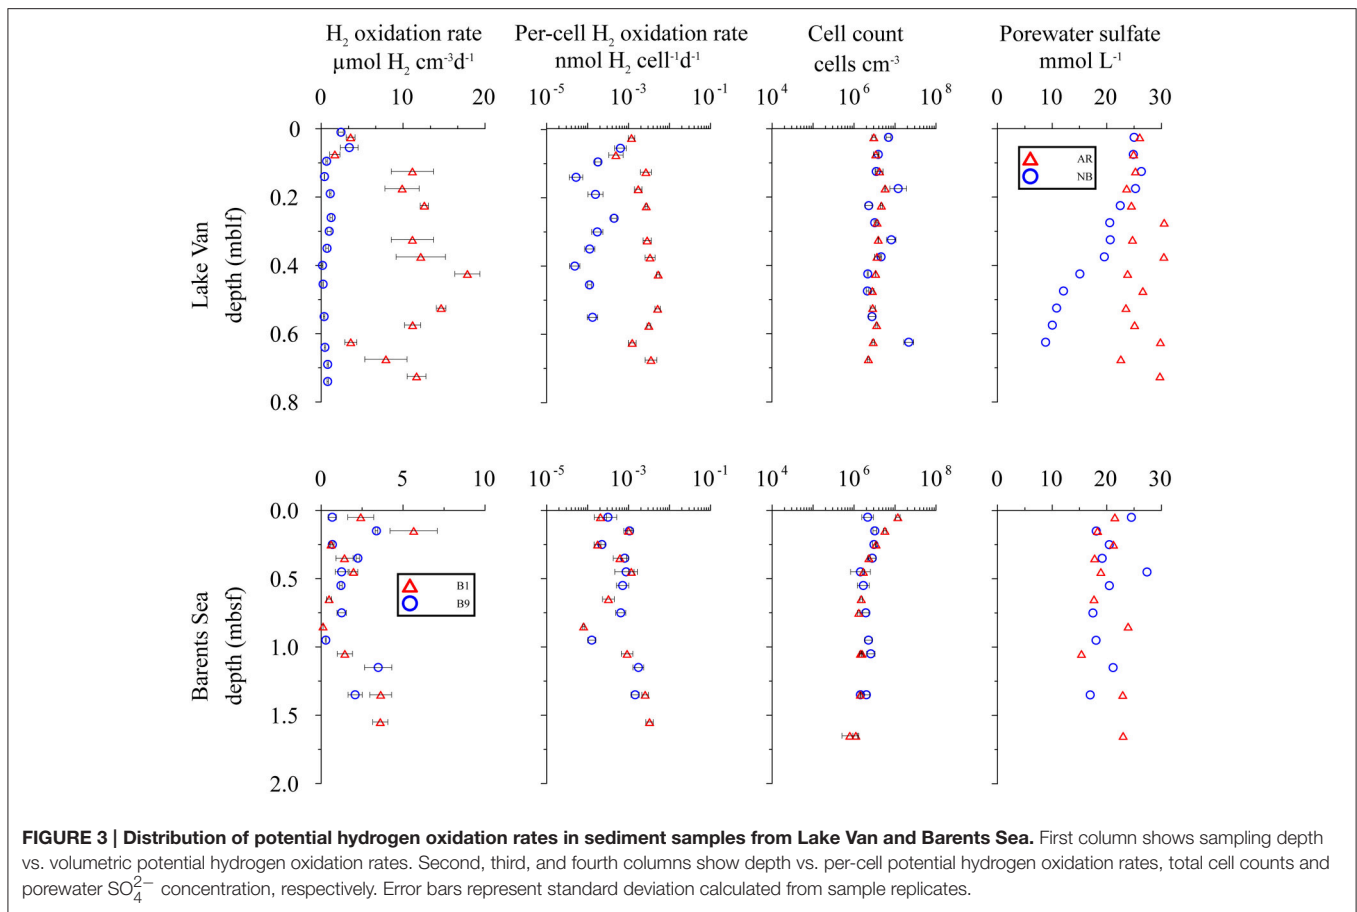 H₂ oxidation rate Per-cell H₂ oxidation rate Cell count Porewater sulfate
µmol H₂ cm⁻³d⁻¹ nmol H₂ cell⁻¹d⁻¹ cells cm⁻³ mmol L⁻¹
0 10 20 10⁻⁵ 10⁻³ 10⁻¹ 10⁴ 10⁶ 10⁸ 0 10 20 30
0
AR
NB
0.2
Lake Van
depth (mblf)
0.4
0.6
0.8
0 5 10 10⁻⁵ 10⁻³ 10⁻¹ 10⁴ 10⁶ 10⁸ 0 10 20 30
0.0
0.5
B1
B9
Barents Sea
depth (mbsf)
1.0
1.5
2.0
FIGURE 3 | Distribution of potential hydrogen oxidation rates in sediment samples from Lake Van and Barents Sea. First column shows sampling depth
vs. volumetric potential hydrogen oxidation rates. Second, third, and fourth columns show depth vs. per-cell potential hydrogen oxidation rates, total cell counts and
porewater SO₄²⁻ concentration, respectively. Error bars represent standard deviation calculated from sample replicates.